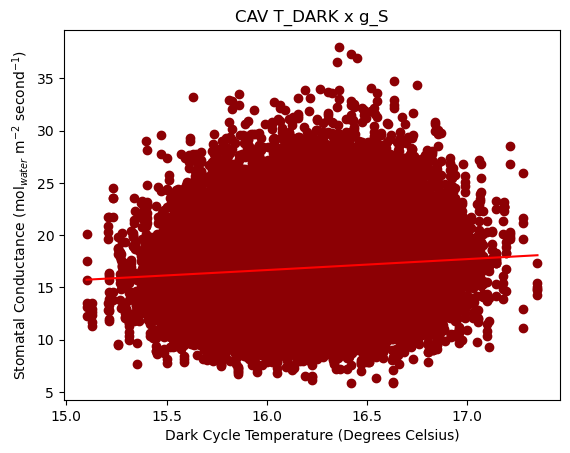 CAV T_DARK x g_S
Stomatal Conductance (mol_water m⁻² second⁻¹)
35
30
25
20
15
10
5
15.0 15.5 16.0 16.5 17.0
Dark Cycle Temperature (Degrees Celsius)